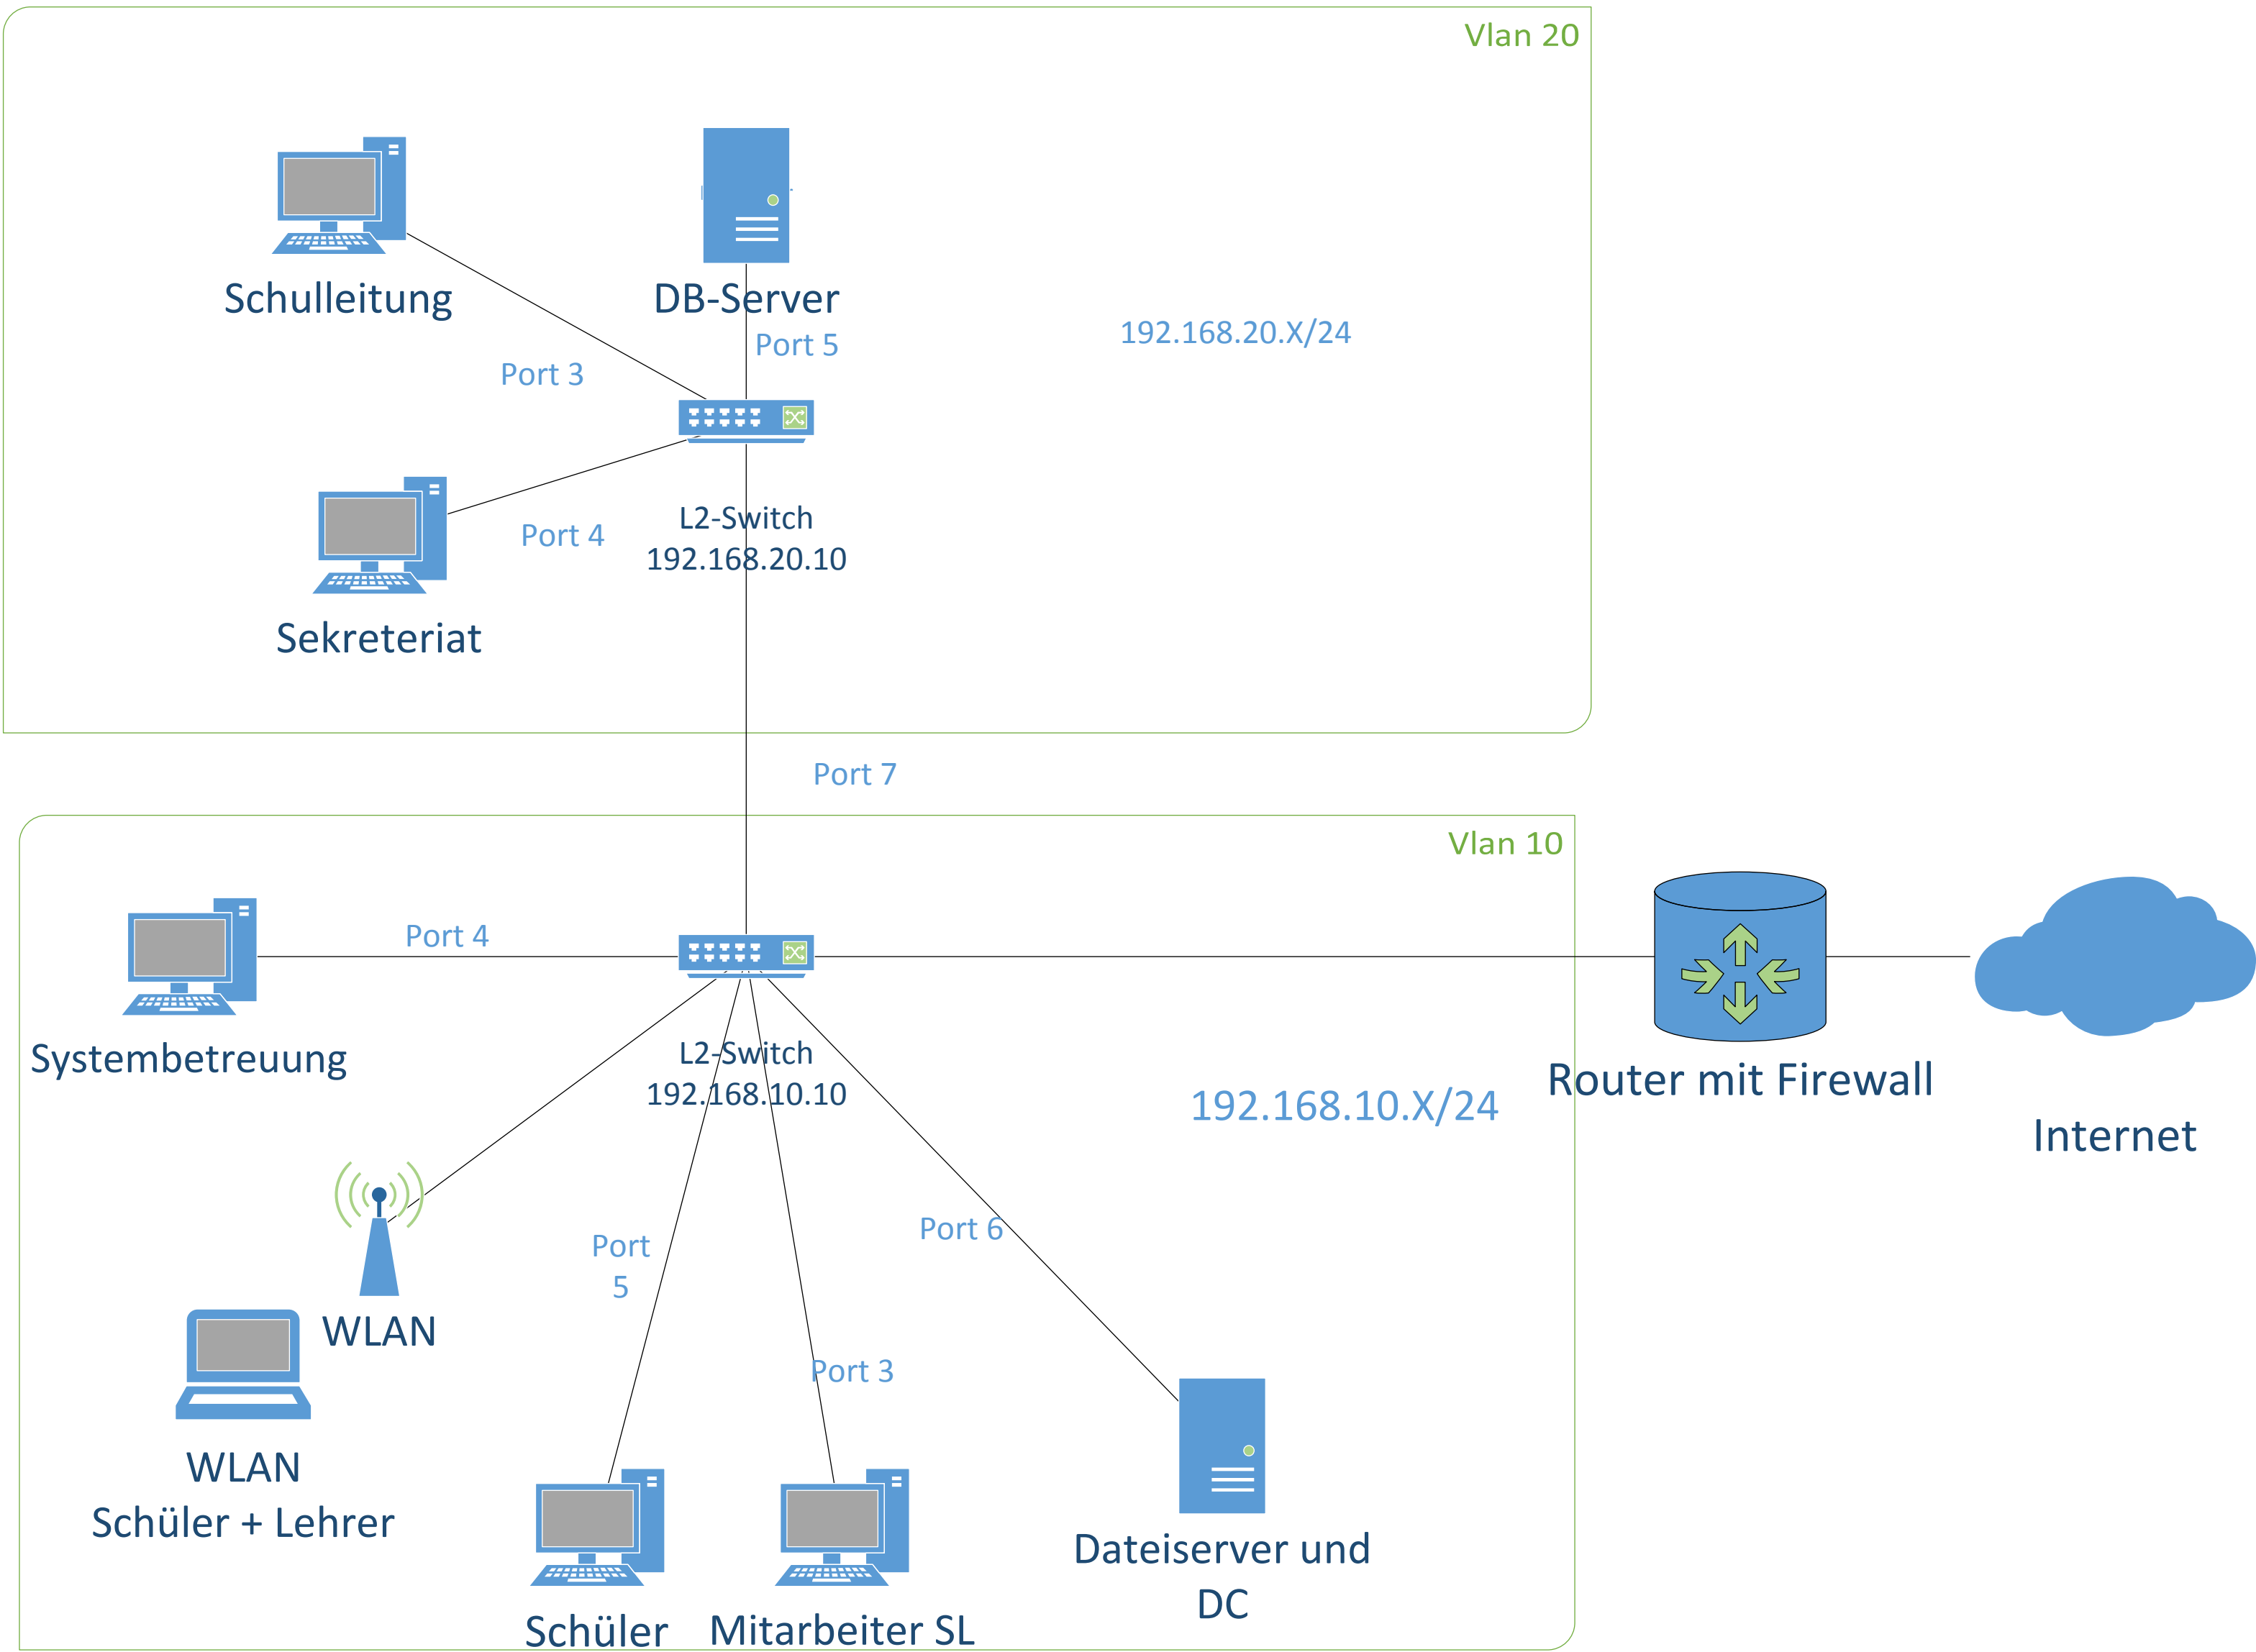 Vlan 20
Schulleitung
DB-Server
Port 5
192.168.20.X/24
Port 3
L2-Switch
192.168.20.10
Port 4
Sekreteriat
Port 7
Vlan 10
Port 4
Systembetreuung
L2-Switch
192.168.10.10
192.168.10.X/24
Router mit Firewall
Internet
Port 6
Port
5
WLAN
Port 3
WLAN
Schüler + Lehrer
Dateiserver und
DC
Schüler
Mitarbeiter SL